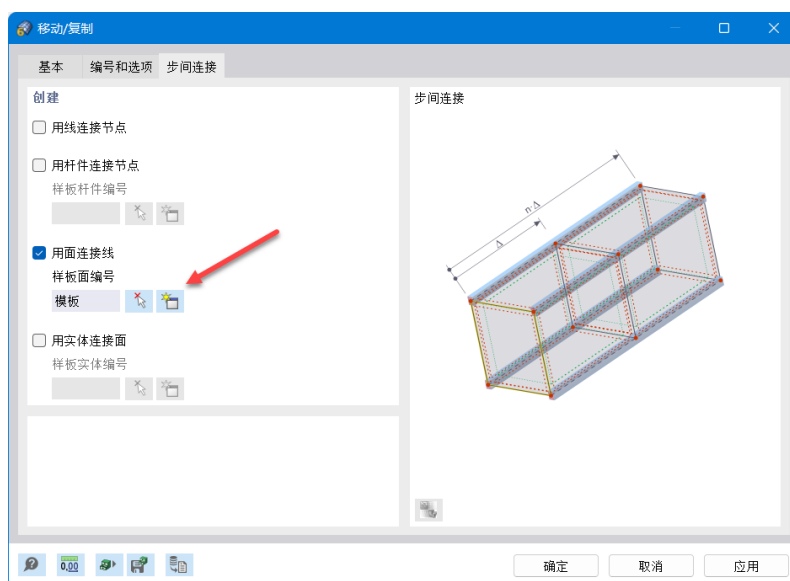 移动/复制
基本 编号和选项 步间连接
创建
用线连接节点
用杆件连接节点
样板杆件编号
用面连接线
样板面编号
模板
用实体连接面
样板实体编号
步间连接
n·Δ
Δ
0,00
确定 取消 应用